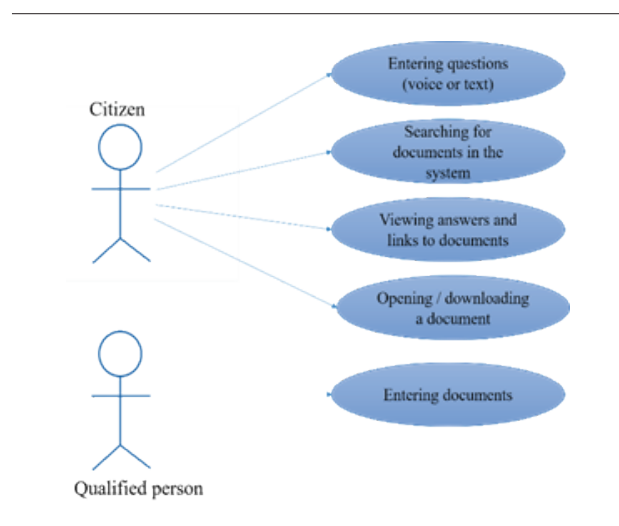 Citizen
Entering questions
(voice or text)
Searching for
documents in the
system
Viewing answers and
links to documents
Opening / downloading
a document
Entering documents
Qualified person